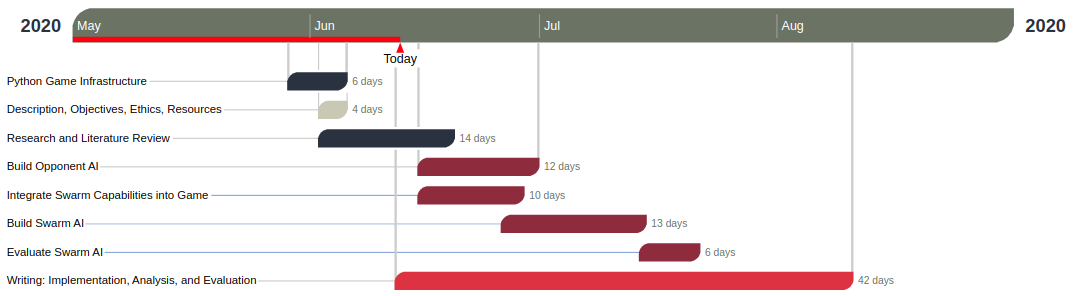 2020 May Jun Jul Aug 2020
Today
Python Game Infrastructure 6 days
Description, Objectives, Ethics, Resources 4 days
Research and Literature Review 14 days
Build Opponent AI 12 days
Integrate Swarm Capabilities into Game 10 days
Build Swarm AI 13 days
Evaluate Swarm AI 6 days
Writing: Implementation, Analysis, and Evaluation 42 days